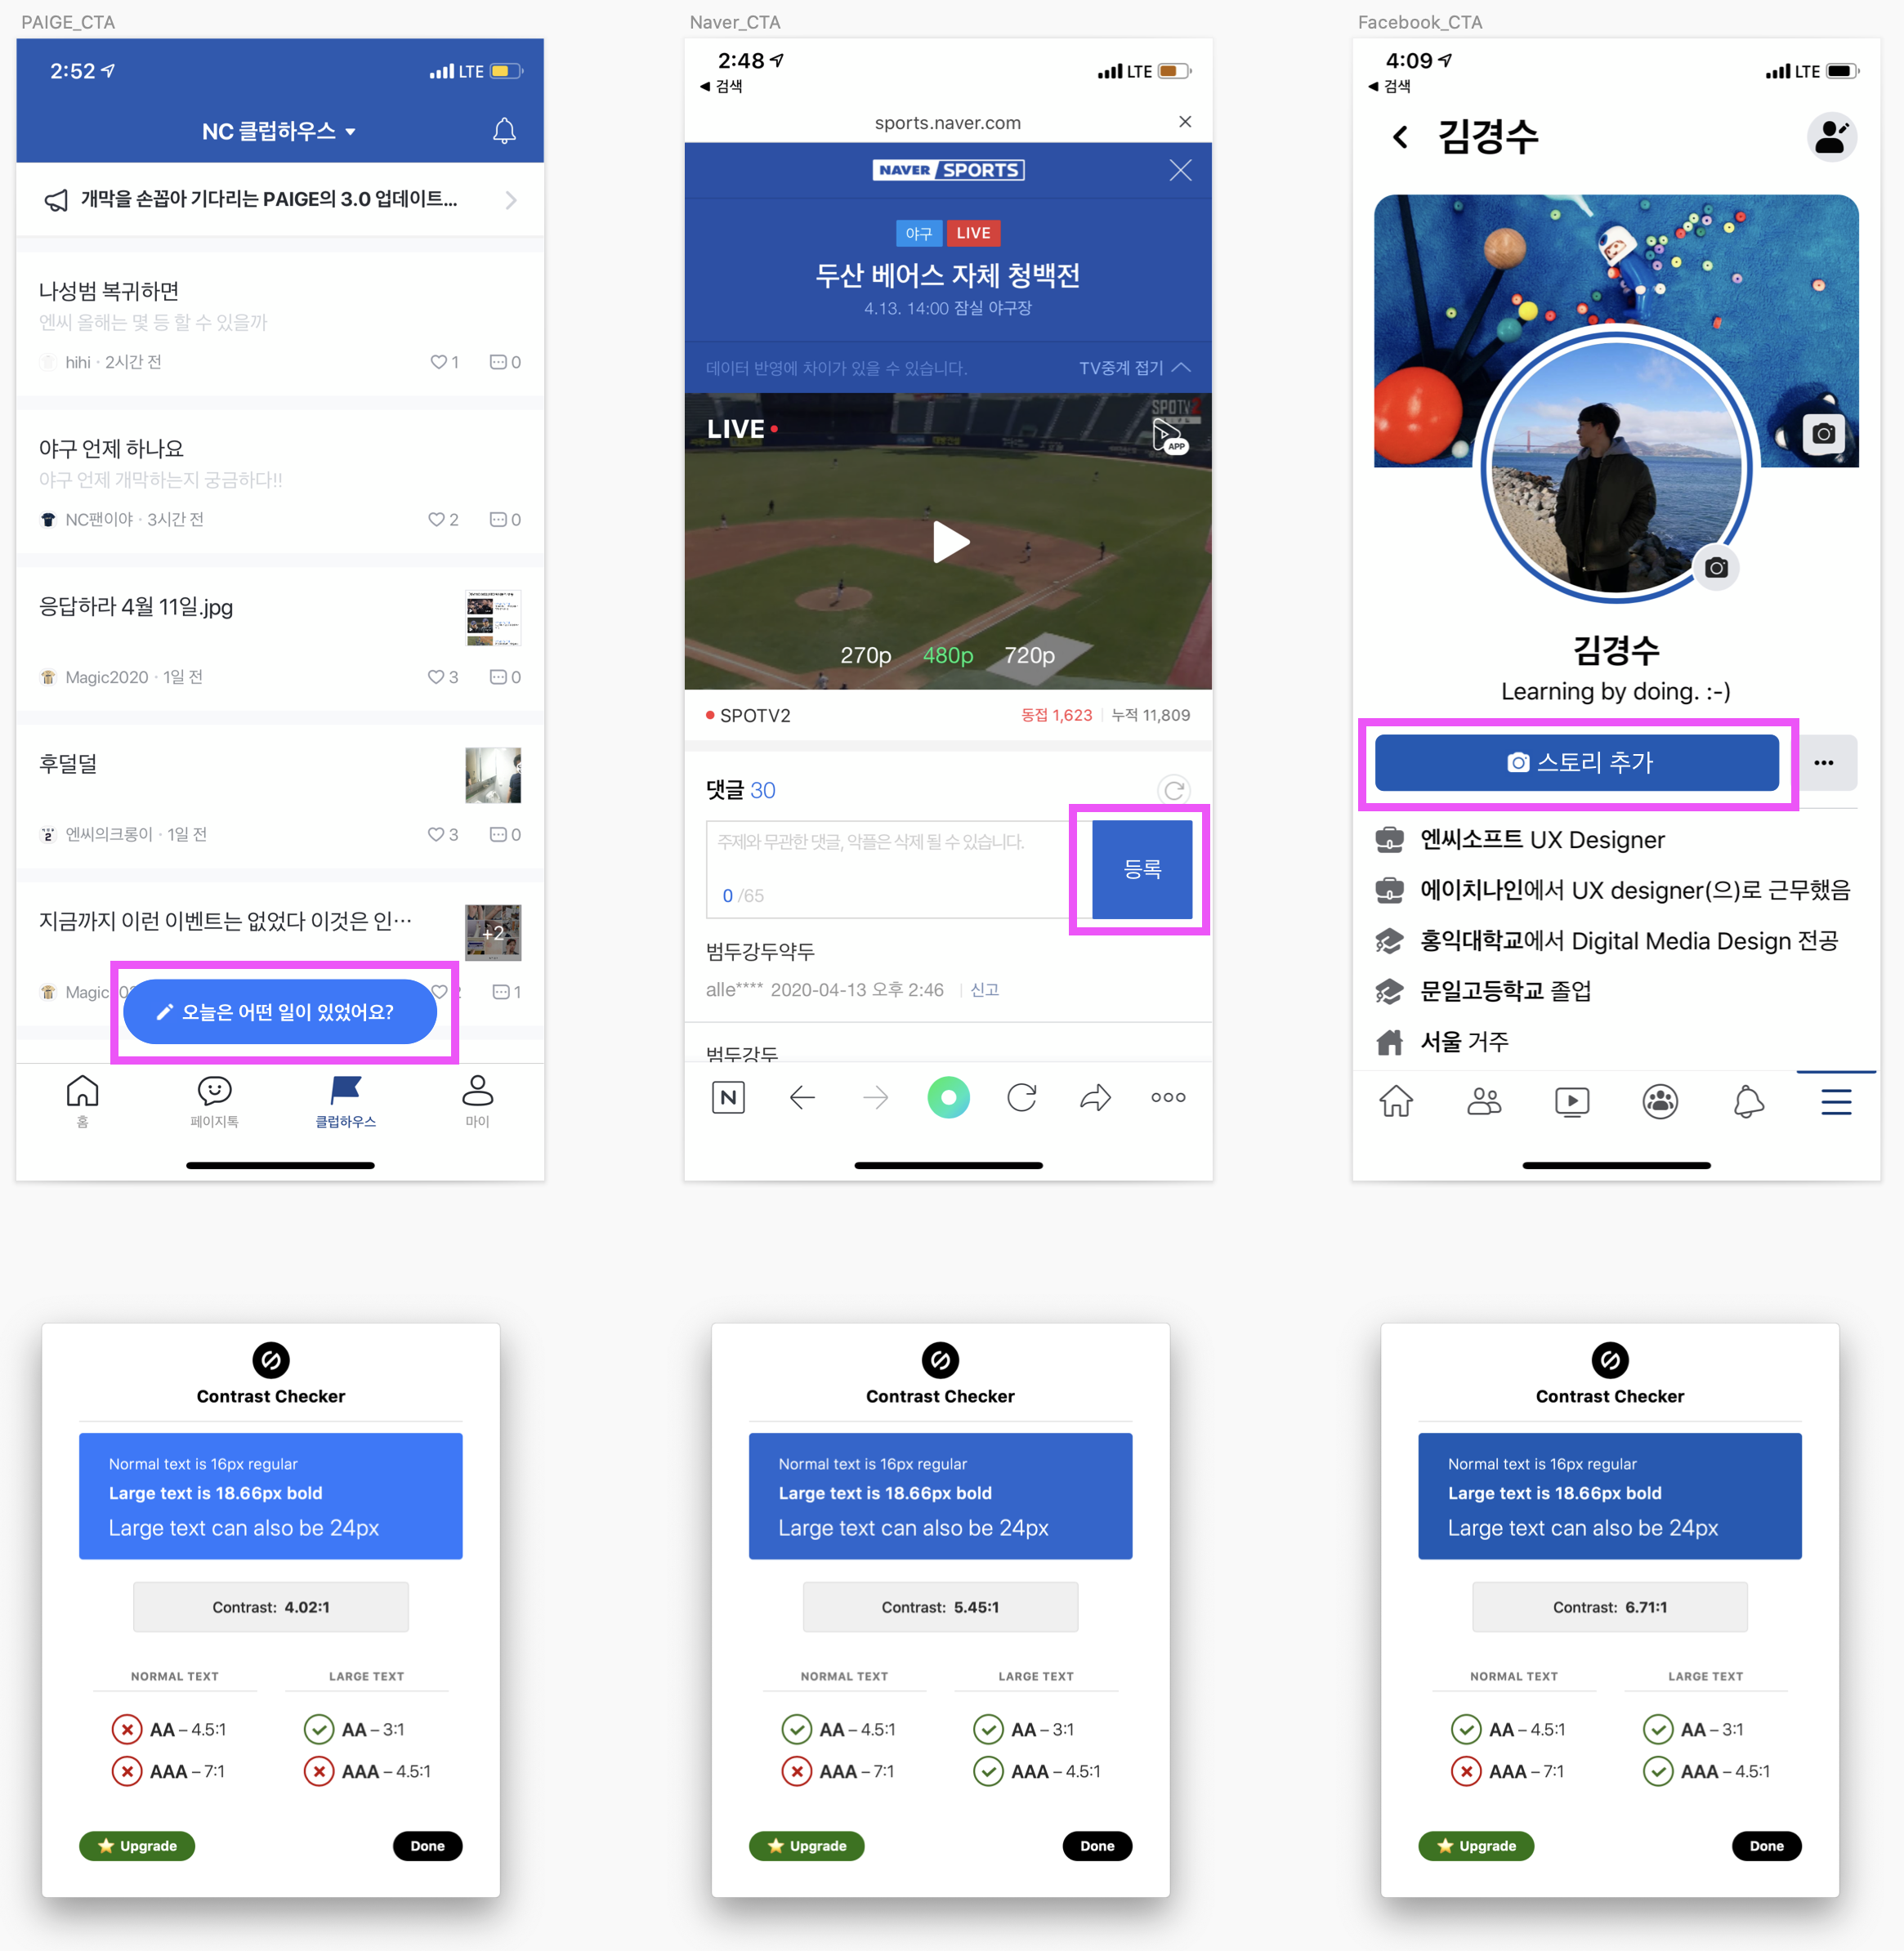 PAIGE_CTA
2:52
LTE
NC 클럽하우스
개막을 손꼽아 기다리는 PAIGE의 3.0 업데이트...
나성범 복귀하면
엔씨 올해는 몇 등 할 수 있을까
hihi · 2시간 전
1
0
야구 언제 하나요
야구 언제 개막하는지 궁금하다!!
NC팬이야 · 3시간 전
2
0
응답하라 4월 11일.jpg
Magic2020 · 1일 전
3
0
후덜덜
엔씨의크롱이 · 1일 전
3
0
지금까지 이런 이벤트는 없었다 이것은 인…
+2
Magic
1
오늘은 어떤 일이 있었어요?
홈
페이지톡
클럽하우스
마이
Naver_CTA
2:48
LTE
◀ 검색
sports.naver.com
NAVER SPORTS
야구 LIVE
두산 베어스 자체 청백전
4.13. 14:00 잠실 야구장
데이터 반영에 차이가 있을 수 있습니다.
TV중계 접기
LIVE
SPOTV2
APP
270p 480p 720p
SPOTV2
동접 1,623
누적 11,809
댓글 30
주제와 무관한 댓글, 악플은 삭제 될 수 있습니다.
0 /65
등록
범두강두약두
alle**** 2020-04-13 오후 2:46
신고
범두강두
N
Facebook_CTA
4:09
LTE
◀ 검색
김경수
김경수
Learning by doing. :-)
스토리 추가
엔씨소프트 UX Designer
에이치나인에서 UX designer(으)로 근무했음
홍익대학교에서 Digital Media Design 전공
문일고등학교 졸업
서울 거주
Contrast Checker
Normal text is 16px regular
Large text is 18.66px bold
Large text can also be 24px
Contrast: 4.02:1
NORMAL TEXT
LARGE TEXT
AA – 4.5:1
AA – 3:1
AAA – 7:1
AAA – 4.5:1
Upgrade
Done
Contrast Checker
Normal text is 16px regular
Large text is 18.66px bold
Large text can also be 24px
Contrast: 5.45:1
NORMAL TEXT
LARGE TEXT
AA – 4.5:1
AA – 3:1
AAA – 7:1
AAA – 4.5:1
Upgrade
Done
Contrast Checker
Normal text is 16px regular
Large text is 18.66px bold
Large text can also be 24px
Contrast: 6.71:1
NORMAL TEXT
LARGE TEXT
AA – 4.5:1
AA – 3:1
AAA – 7:1
AAA – 4.5:1
Upgrade
Done